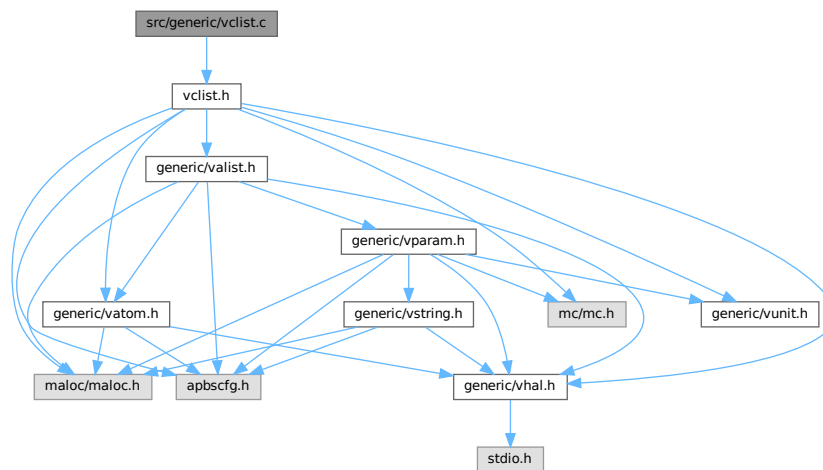 src/generic/vclist.c
vclist.h
generic/valist.h
generic/vparam.h
generic/vatom.h
generic/vstring.h
mc/mc.h
generic/vunit.h
maloc/maloc.h
apbscfg.h
generic/vhal.h
stdio.h